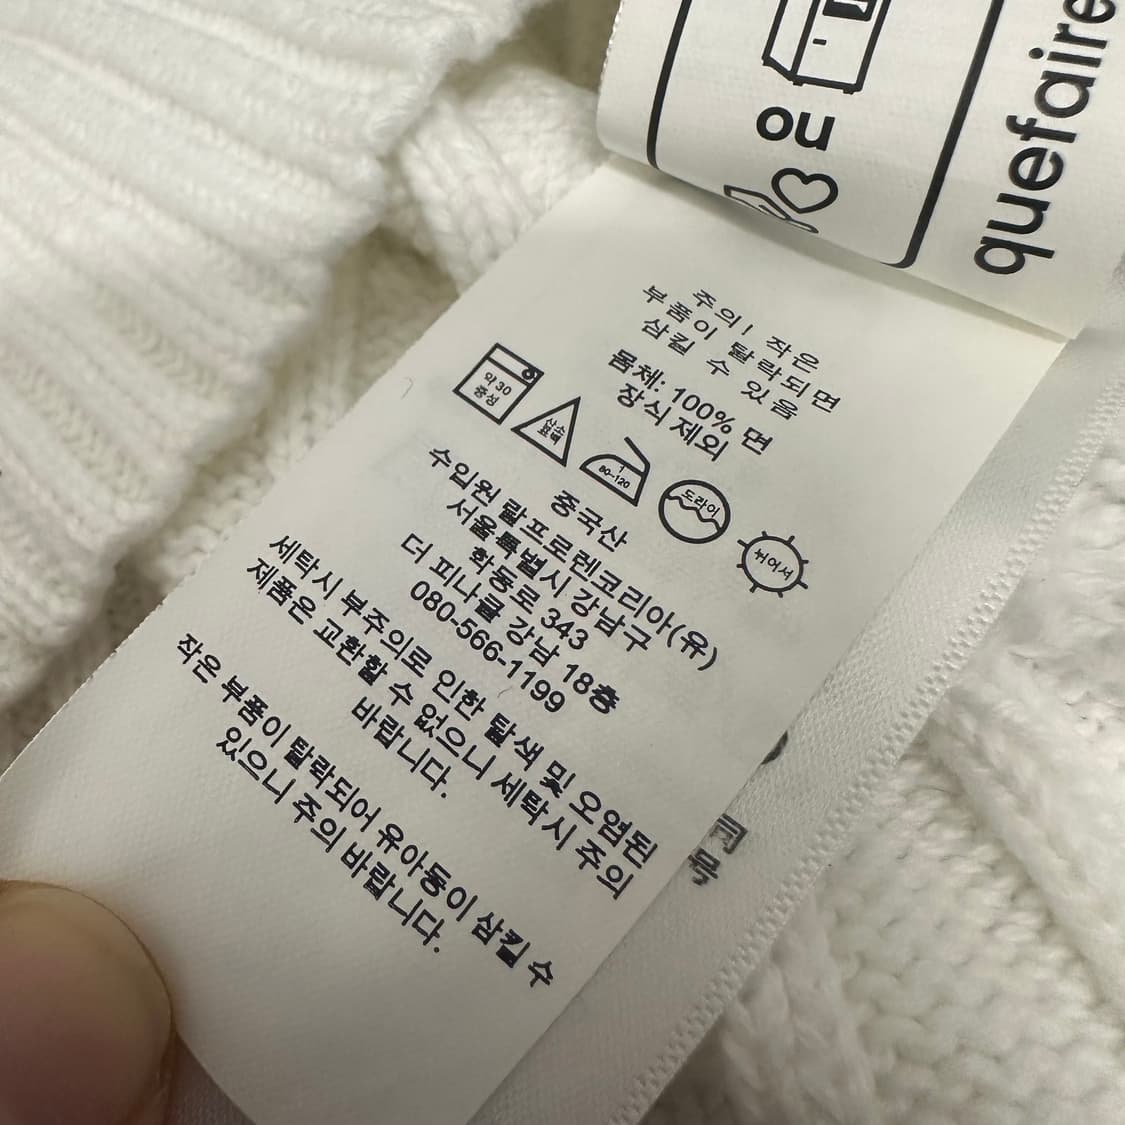 ou
quefaire
주의! 작은
부품이 탈락되면
삼킬 수 있음
몸체: 100% 면
장식 제외
약 30
중성
산소
표백
1
80-120
드라이
뉘어서
중국산
수입원 랄프로렌코리아(유)
서울특별시 강남구
학동로 343
더 피나클 강남 18층
080-566-1199
세탁시 부주의로 인한 탈색 및 오염된
제품은 교환할 수 없으니 세탁시 주의
바랍니다.
작은 부품이 탈락되어 유아동이 삼킬 수
있으니 주의 바랍니다.
司
号